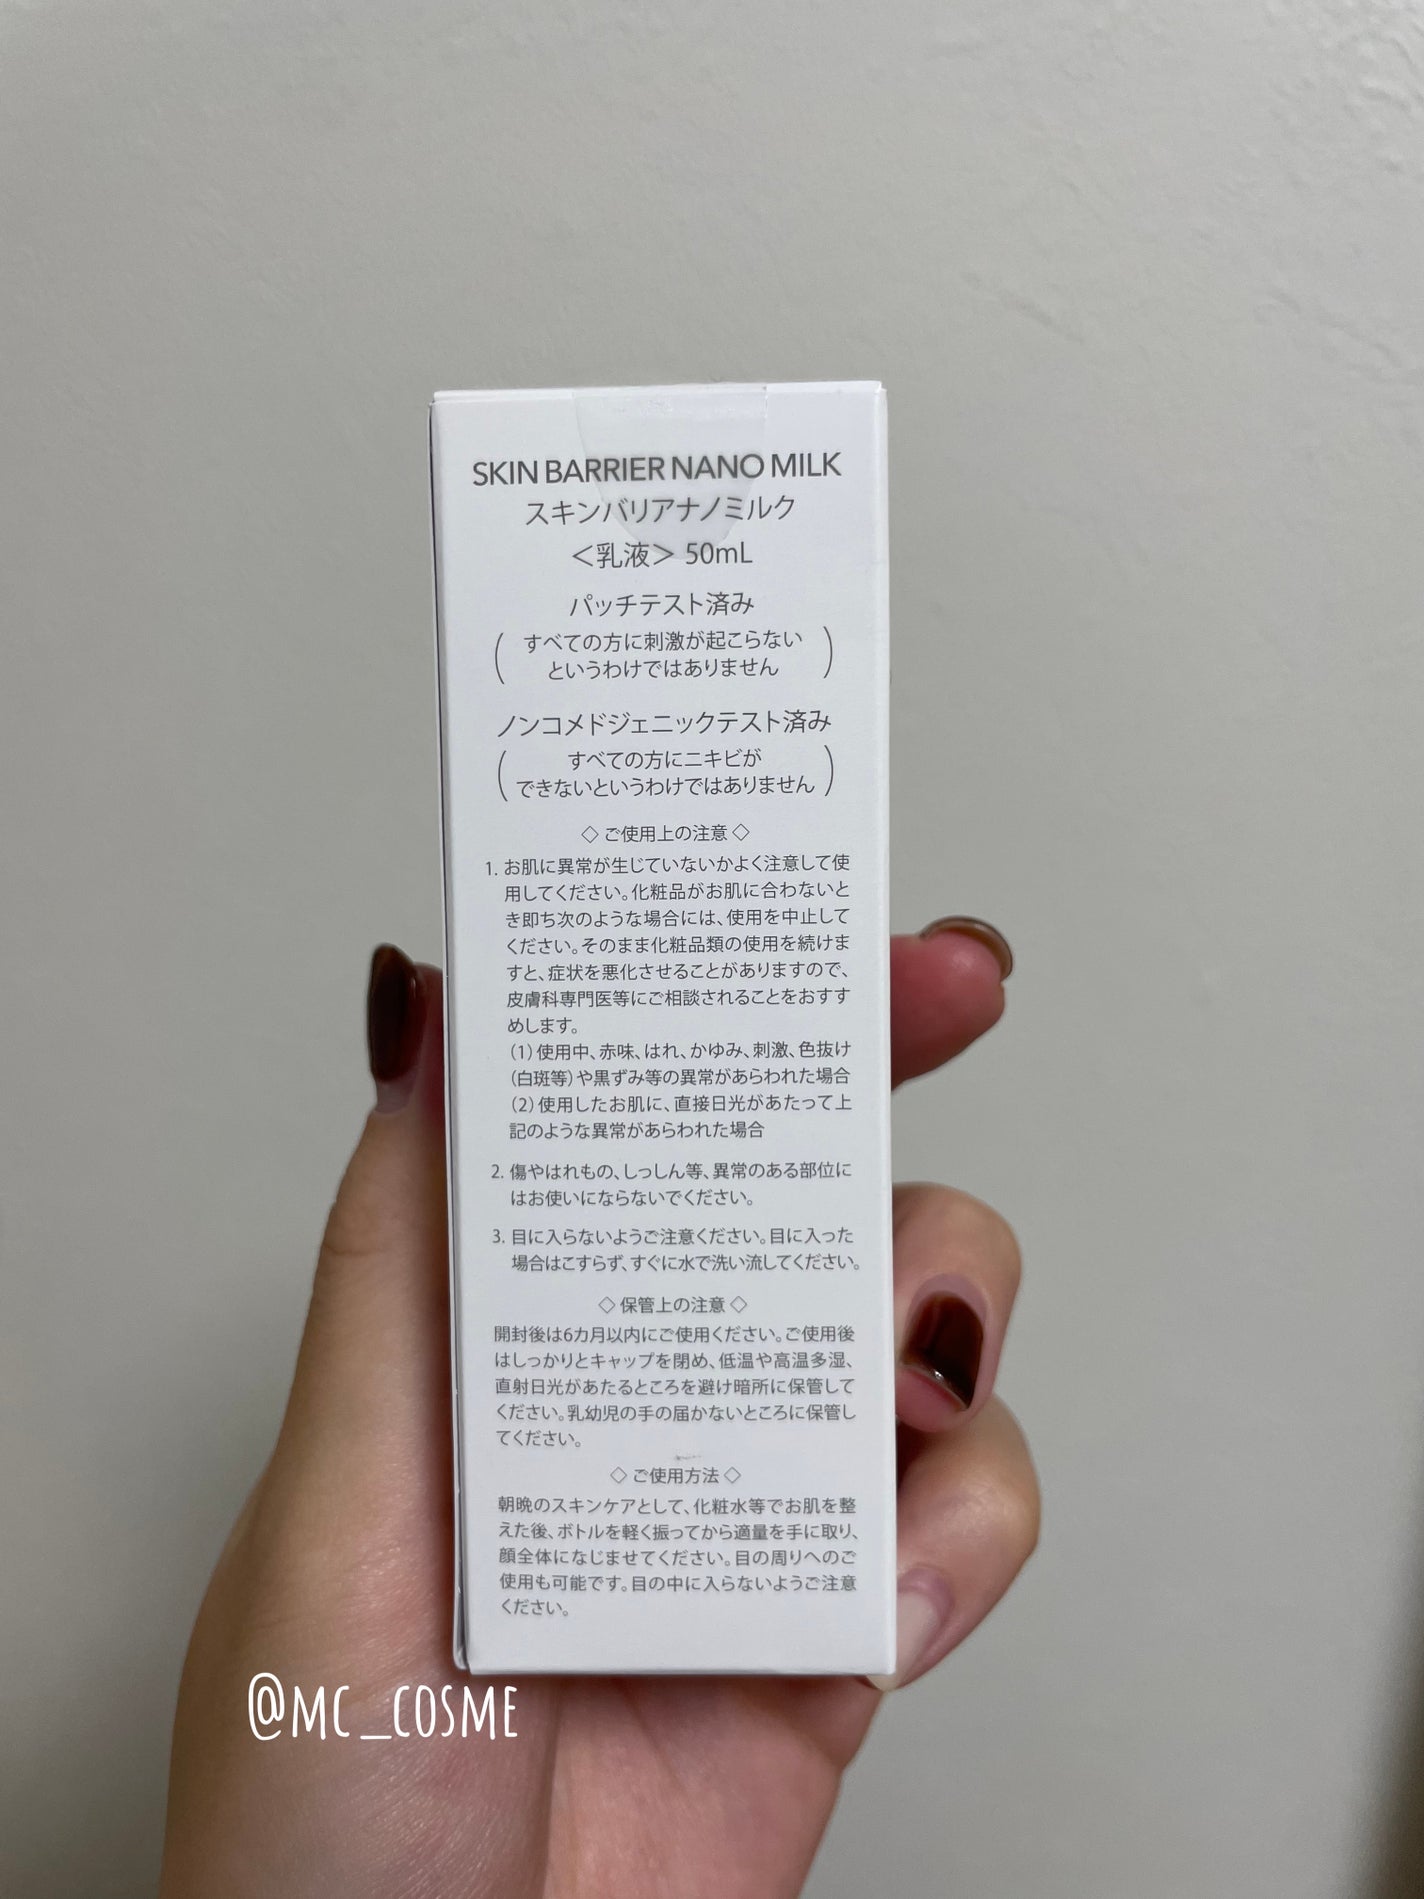 SKIN BARRIER NANO MILK
スキンバリアナノミルク
＜乳液＞ 50mL
パッチテスト済み
(すべての方に刺激が起こらない
というわけではありません)
ノンコメドジェニックテスト済み
(すべての方にニキビが
できないというわけではありません)
◇ ご使用上の注意 ◇
1. お肌に異常が生じていないかよく注意して使
用してください。化粧品がお肌に合わないと
き即ち次のような場合には、使用を中止して
ください。そのまま化粧品類の使用を続けま
すと、症状を悪化させることがありますので、
皮膚科専門医等にご相談されることをおすす
めします。
（1）使用中、赤味、はれ、かゆみ、刺激、色抜け
（白斑等）や黒ずみ等の異常があらわれた場合
（2）使用したお肌に、直接日光があたって上
記のような異常があらわれた場合
2. 傷やはれもの、しっしん等、異常のある部位に
はお使いにならないでください。
3. 目に入らないようご注意ください。目に入った
場合はこすらず、すぐに水で洗い流してください。
◇ 保管上の注意 ◇
開封後は6カ月以内にご使用ください。ご使用後
はしっかりとキャップを閉め、低温や高温多湿、
直射日光があたるところを避け暗所に保管して
ください。乳幼児の手の届かないところに保管し
てください。
◇ ご使用方法 ◇
朝晩のスキンケアとして、化粧水等でお肌を整
えた後、ボトルを軽く振ってから適量を手に取り、
顔全体になじませてください。目の周りへのご
使用も可能です。目の中に入らないようご注意
ください。
@MC_COSME